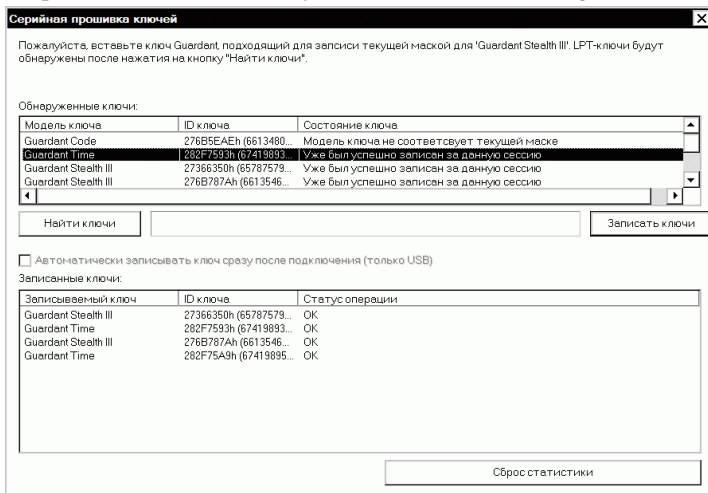 Серийная прошивка ключей
Пожалуйста, вставьте ключ Guardant, подходящий для запсиси текущей маской для 'Guardant Stealth III'. LPT-ключи будут
обнаружены после нажатия на кнопку "Найти ключи".
Обнаруженные ключи:
Модель ключа ID ключа Состояние ключа
Guardant Code 276B5EAEh (6613480... Модель ключа не соответсвует текущей маске
Guardant Time 282F7593h (67419893... Уже был успешно записан за данную сессию
Guardant Stealth III 27366350h (65787579... Уже был успешно записан за данную сессию
Guardant Stealth III 276B787Ah (6613546... Уже был успешно записан за данную сессию
Найти ключи Записать ключи
Автоматически записывать ключ сразу после подключения (только USB)
Записанные ключи:
Записываемый ключ ID ключа Статус операции
Guardant Stealth III 27366350h (65787579... OK
Guardant Time 282F7593h (67419893... OK
Guardant Stealth III 276B787Ah (6613546... OK
Guardant Time 282F75A9h (67419895... OK
Сброс статистики